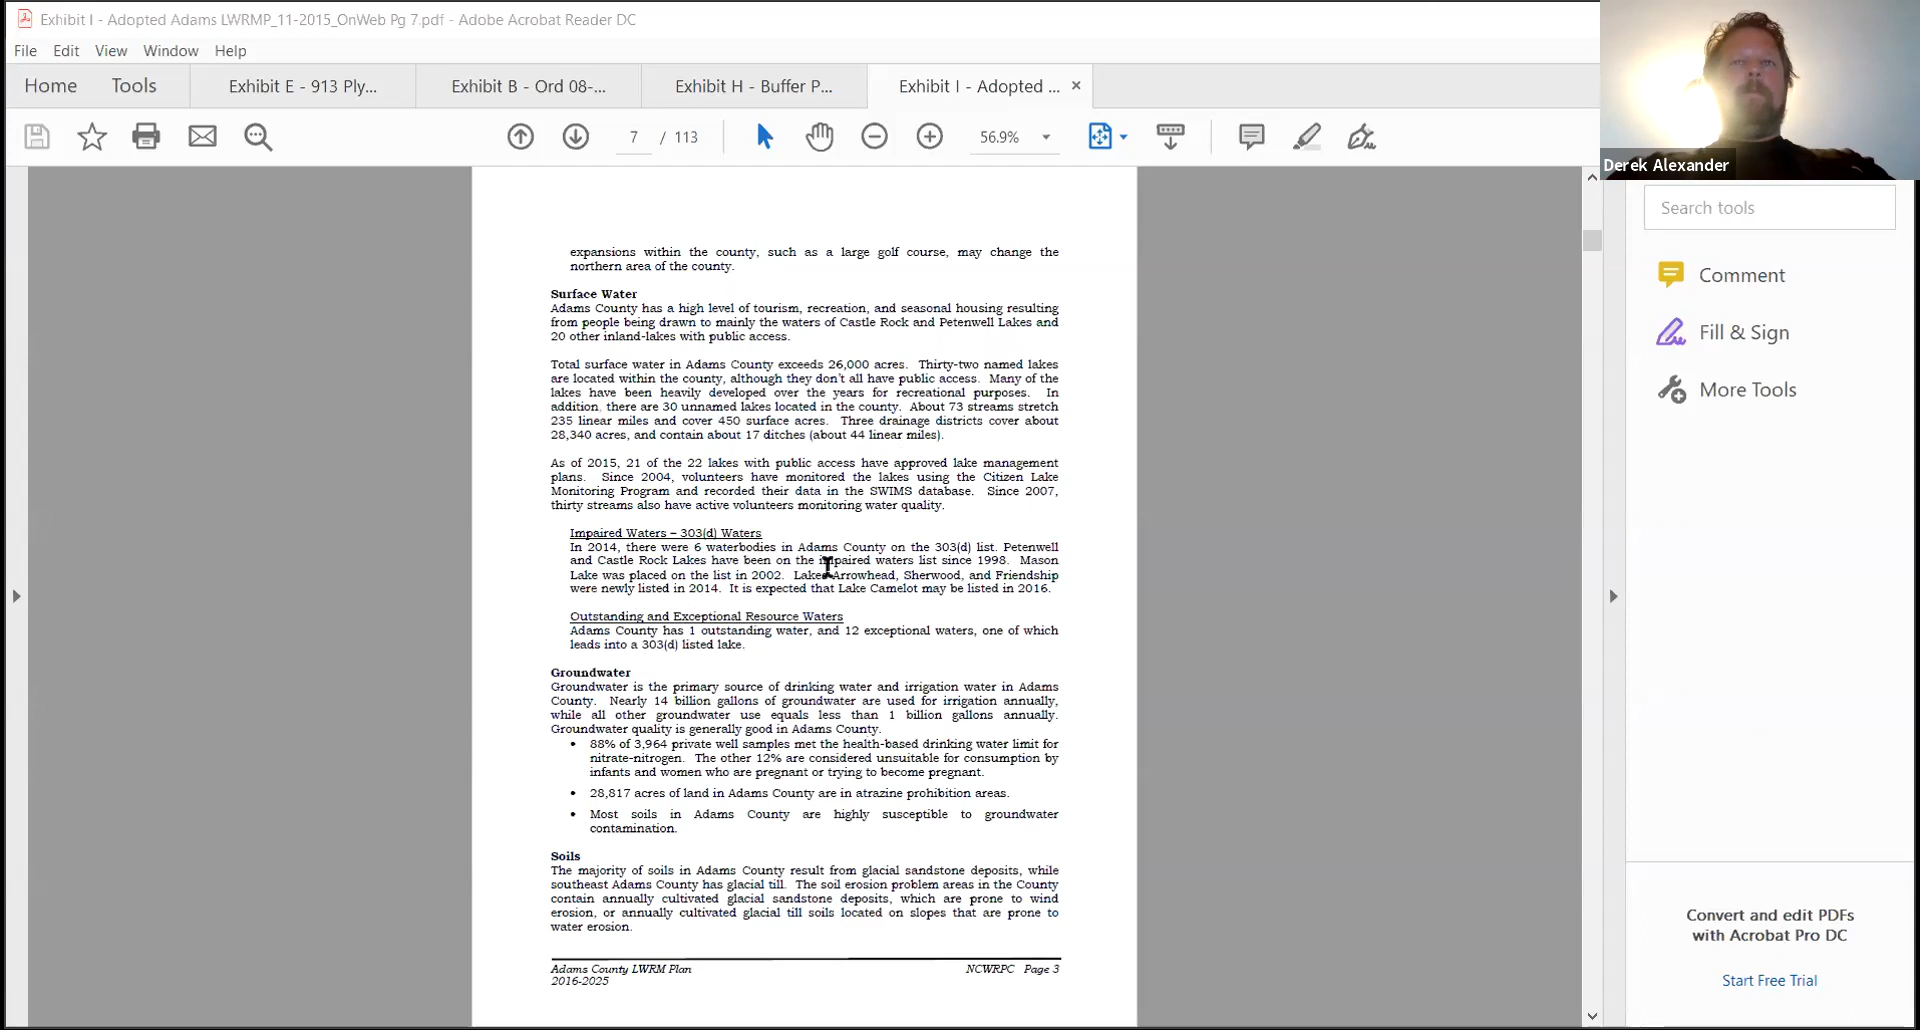 Exhibit I - Adopted Adams LWRMP_11-2015_OnWeb Pg 7.pdf - Adobe Acrobat Reader DC
File Edit View Window Help
Home Tools Exhibit E - 913 Ply... Exhibit B - Ord 08-... Exhibit H - Buffer P... Exhibit I - Adopted ... ×
7 / 113 56.9%
Derek Alexander
Search tools
Comment
Fill & Sign
More Tools
expansions within the county, such as a large golf course, may change the
northern area of the county.
Surface Water
Adams County has a high level of tourism, recreation, and seasonal housing resulting
from people being drawn to mainly the waters of Castle Rock and Petenwell Lakes and
20 other inland-lakes with public access.
Total surface water in Adams County exceeds 26,000 acres. Thirty-two named lakes
are located within the county, although they don't all have public access. Many of the
lakes have been heavily developed over the years for recreational purposes. In
addition, there are 30 unnamed lakes located in the county. About 73 streams stretch
235 linear miles and cover 450 surface acres. Three drainage districts cover about
28,340 acres, and contain about 17 ditches (about 44 linear miles).
As of 2015, 21 of the 22 lakes with public access have approved lake management
plans. Since 2004, volunteers have monitored the lakes using the Citizen Lake
Monitoring Program and recorded their data in the SWIMS database. Since 2007,
thirty streams also have active volunteers monitoring water quality.
Impaired Waters – 303(d) Waters
In 2014, there were 6 waterbodies in Adams County on the 303(d) list. Petenwell
and Castle Rock Lakes have been on the impaired waters list since 1998. Mason
Lake was placed on the list in 2002. Lakes Arrowhead, Sherwood, and Friendship
were newly listed in 2014. It is expected that Lake Camelot may be listed in 2016.
Outstanding and Exceptional Resource Waters
Adams County has 1 outstanding water, and 12 exceptional waters, one of which
leads into a 303(d) listed lake.
Groundwater
Groundwater is the primary source of drinking water and irrigation water in Adams
County. Nearly 14 billion gallons of groundwater are used for irrigation annually,
while all other groundwater use equals less than 1 billion gallons annually.
Groundwater quality is generally good in Adams County.
• 88% of 3,964 private well samples met the health-based drinking water limit for
nitrate-nitrogen. The other 12% are considered unsuitable for consumption by
infants and women who are pregnant or trying to become pregnant.
• 28,817 acres of land in Adams County are in atrazine prohibition areas.
• Most soils in Adams County are highly susceptible to groundwater
contamination.
Soils
The majority of soils in Adams County result from glacial sandstone deposits, while
southeast Adams County has glacial till. The soil erosion problem areas in the County
contain annually cultivated glacial sandstone deposits, which are prone to wind
erosion, or annually cultivated glacial till soils located on slopes that are prone to
water erosion.
Adams County LWRM Plan NCWRPC Page 3
2016-2025
Convert and edit PDFs
with Acrobat Pro DC
Start Free Trial